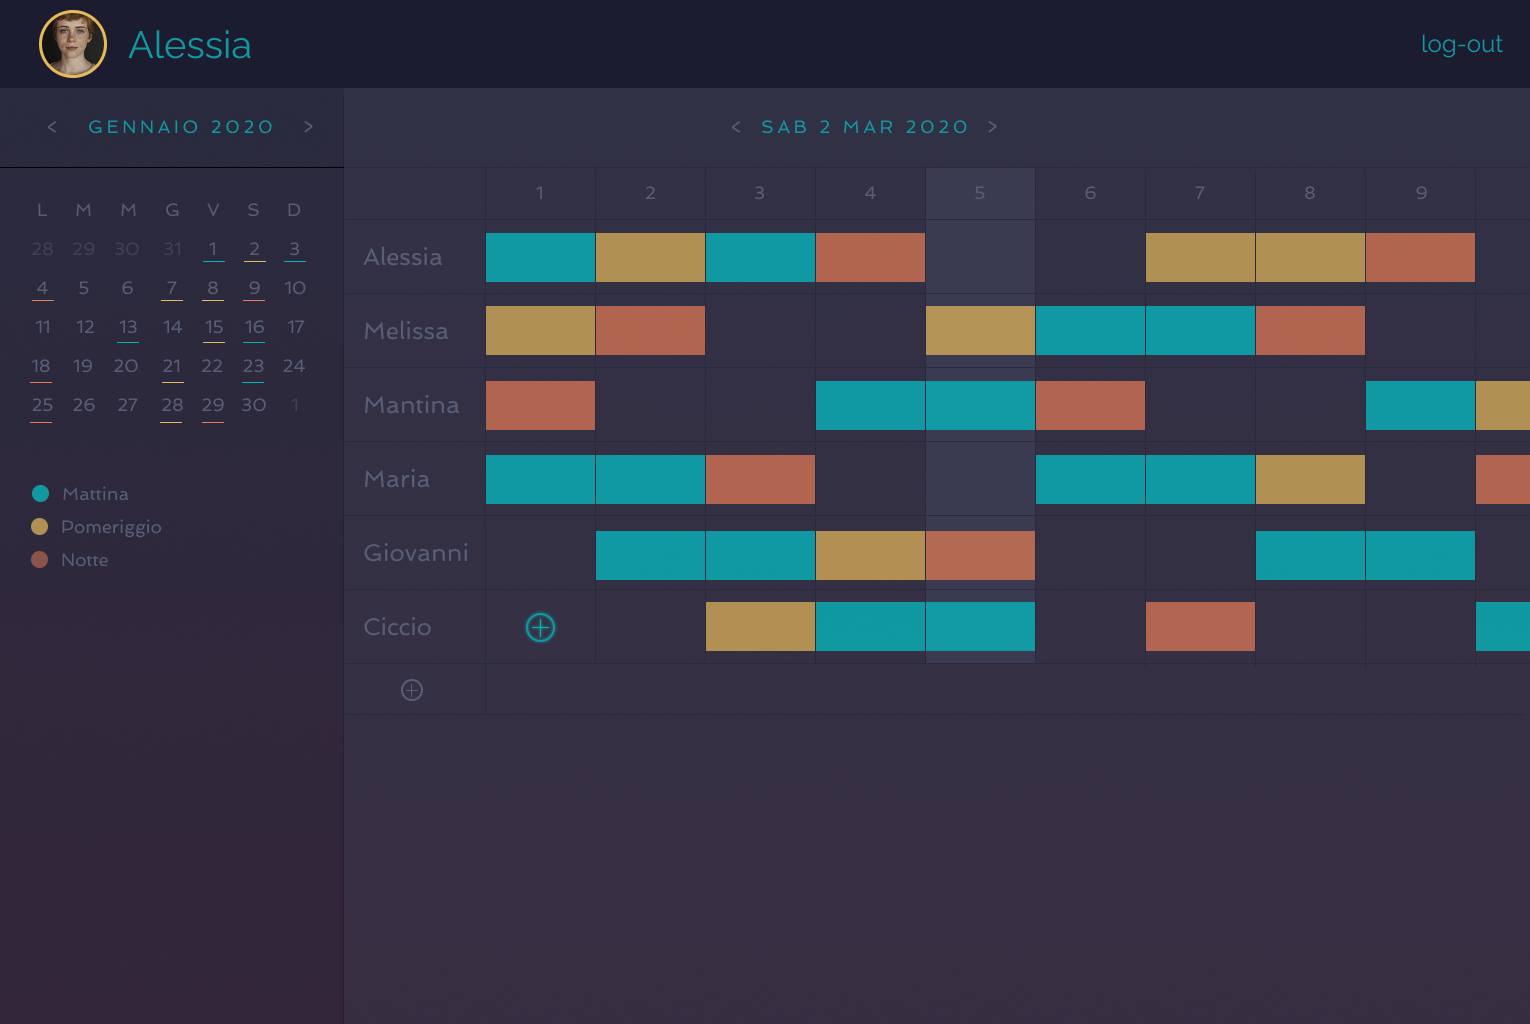 Alessia
log-out
< GENNAIO 2020 >
< SAB 2 MAR 2020 >
L M M G V S D
28 29 30 31 1 2 3
4 5 6 7 8 9 10
11 12 13 14 15 16 17
18 19 20 21 22 23 24
25 26 27 28 29 30 1
Mattina
Pomeriggio
Notte
1 2 3 4 5 6 7 8 9
Alessia
Melissa
Mantina
Maria
Giovanni
Ciccio